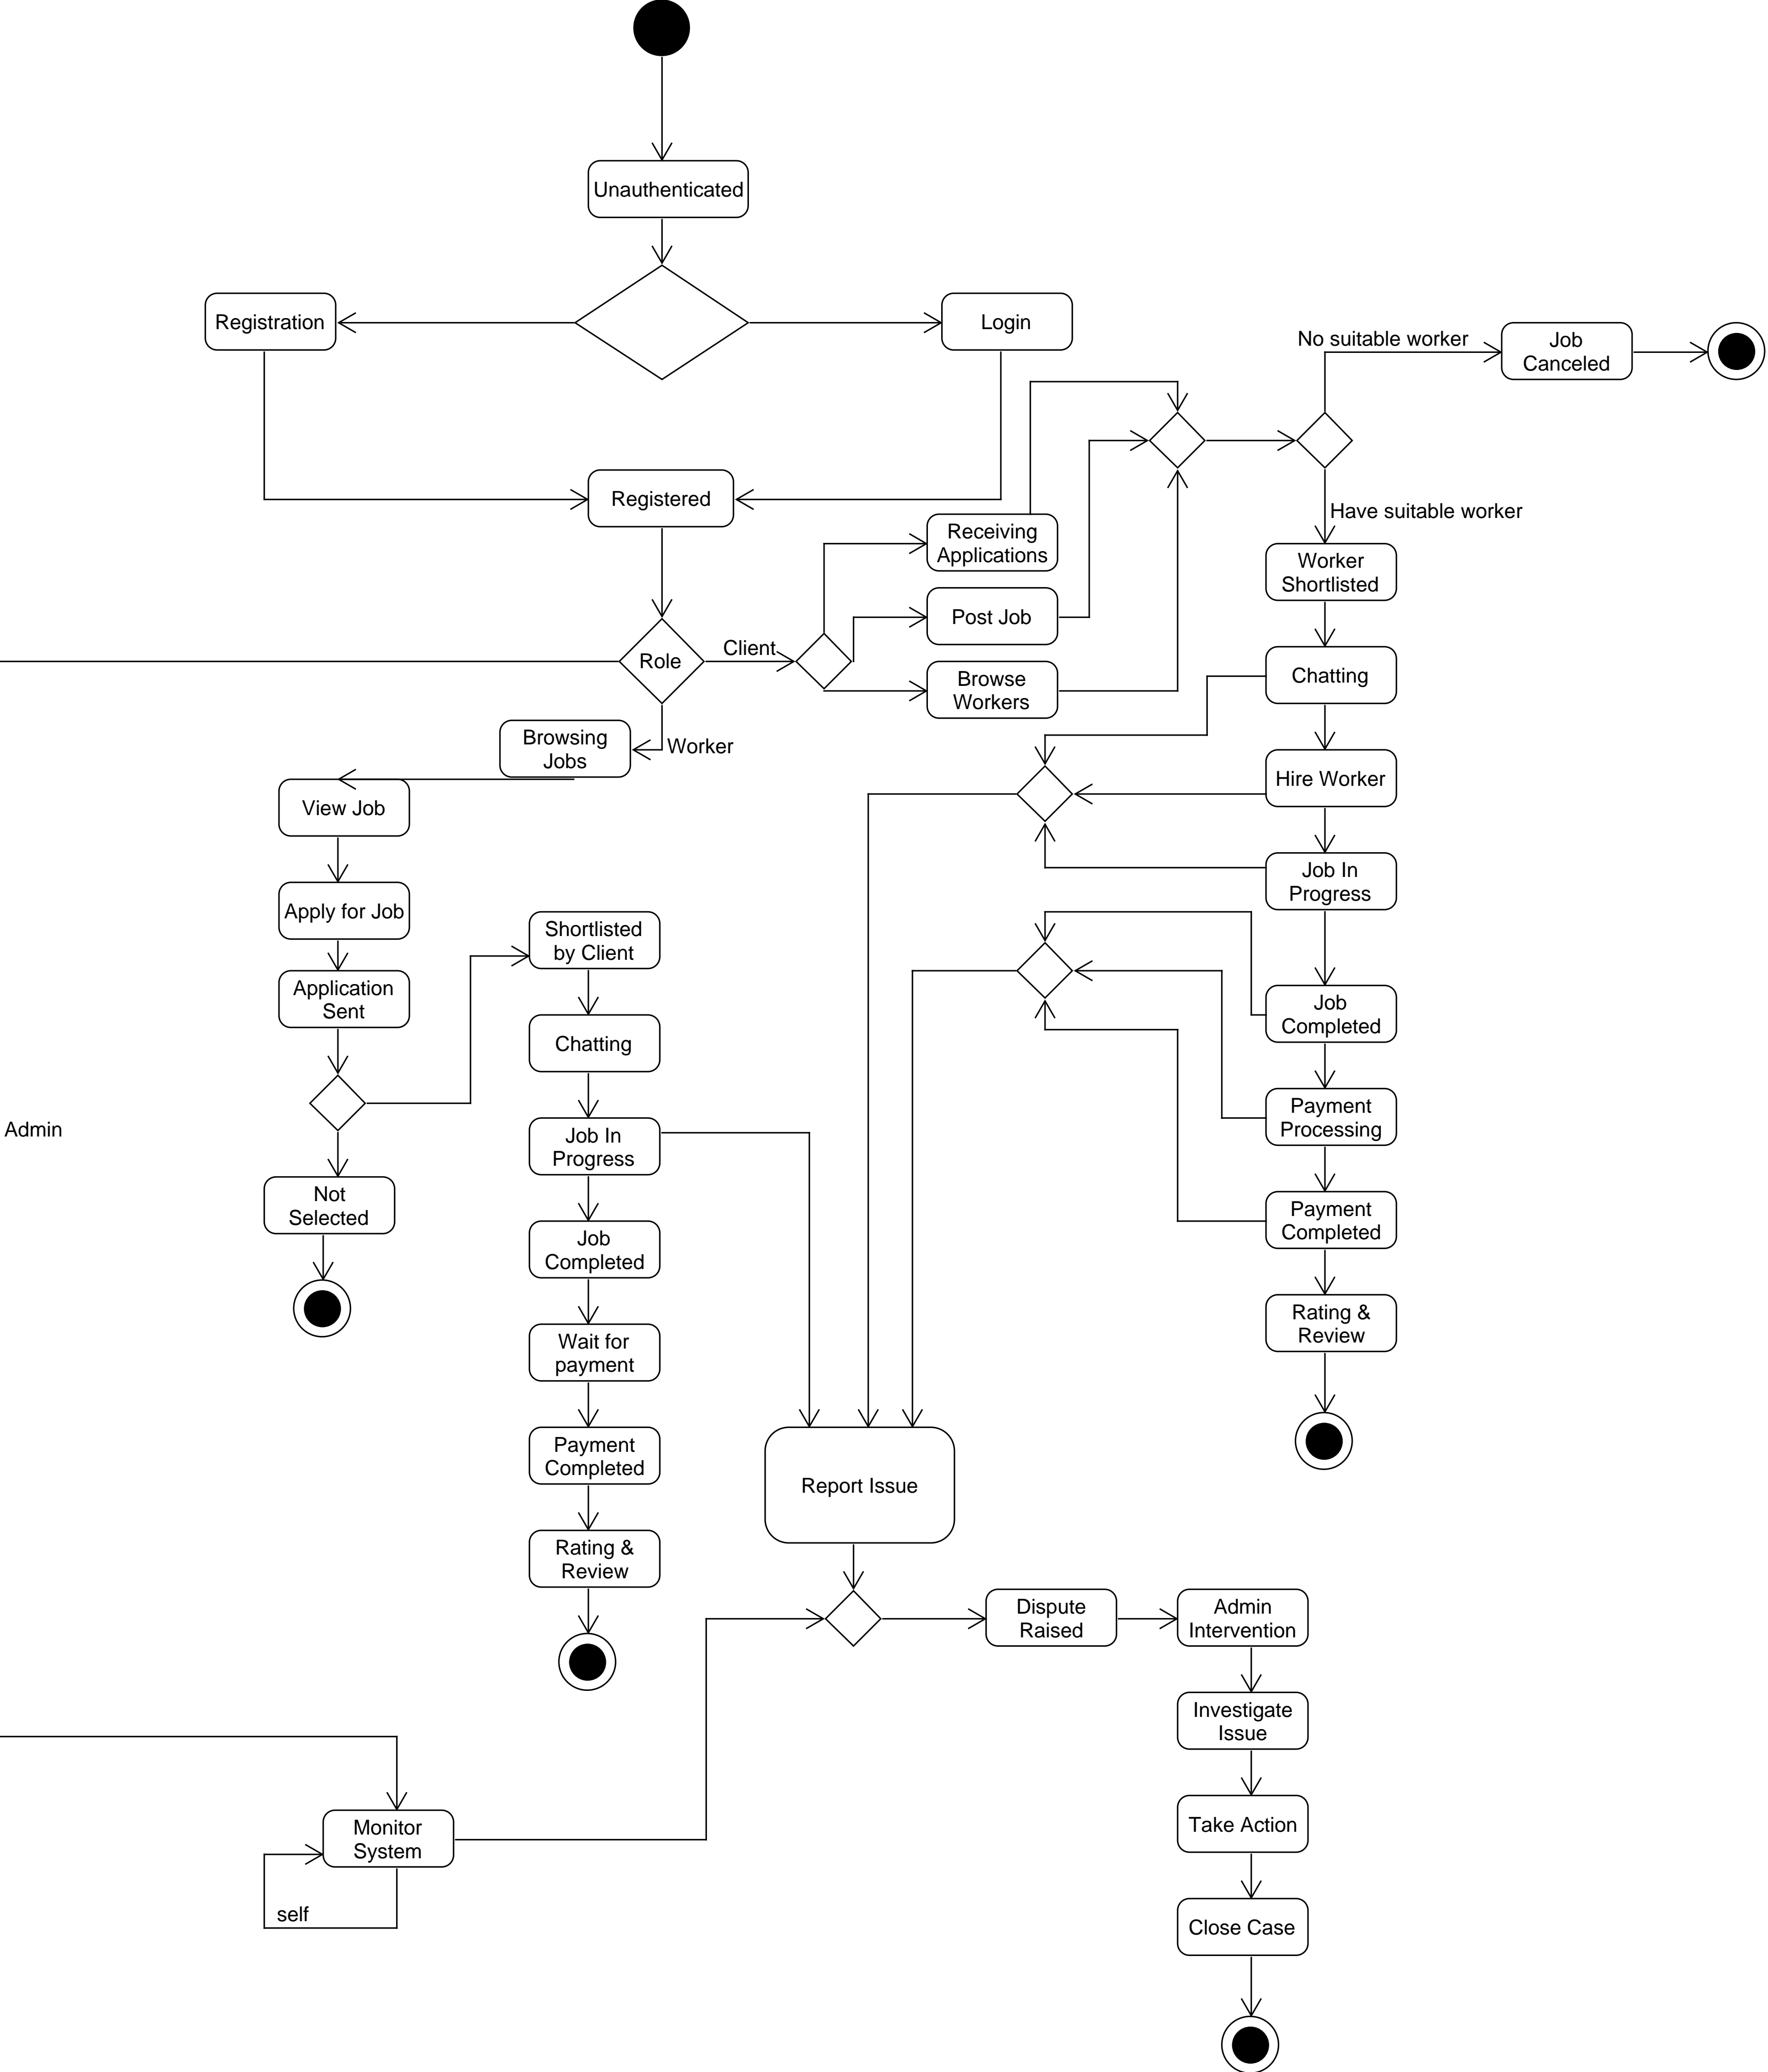 Unauthenticated
Registration
Login
No suitable worker
Job
Canceled
Registered
Have suitable worker
Receiving
Applications
Worker
Shortlisted
Post Job
Client
Role
Browse
Workers
Chatting
Browsing
Jobs
Worker
Hire Worker
View Job
Job In
Progress
Apply for Job
Shortlisted
by Client
Application
Sent
Job
Completed
Chatting
Admin
Job In
Progress
Payment
Processing
Not
Selected
Payment
Completed
Job
Completed
Rating &
Review
Wait for
payment
Payment
Completed
Report Issue
Rating &
Review
Dispute
Raised
Admin
Intervention
Investigate
Issue
Monitor
System
Take Action
self
Close Case